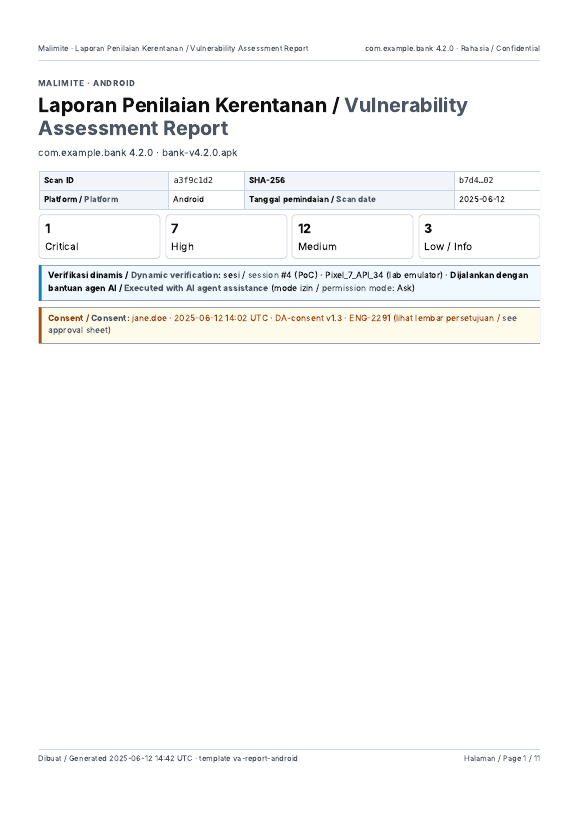 Malimite · Laporan Penilaian Kerentanan / Vulnerability Assessment Report
com.example.bank 4.2.0 · Rahasia / Confidential
MALIMITE · ANDROID
Laporan Penilaian Kerentanan / Vulnerability
Assessment Report
com.example.bank 4.2.0 · bank-v4.2.0.apk
Scan ID a3f9c1d2 SHA-256 b7d4…02
Platform / Platform Android Tanggal pemindaian / Scan date 2025-06-12
1 7 12 3
Critical High Medium Low / Info
Verifikasi dinamis / Dynamic verification: sesi / session #4 (PoC) · Pixel_7_API_34 (lab emulator) · Dijalankan dengan
bantuan agen AI / Executed with AI agent assistance (mode izin / permission mode: Ask)
Consent / Consent: jane.doe · 2025-06-12 14:02 UTC · DA-consent v1.3 · ENG-2291 (lihat lembar persetujuan / see
approval sheet)
Dibuat / Generated 2025-06-12 14:42 UTC · template va-report-android
Halaman / Page 1 / 11